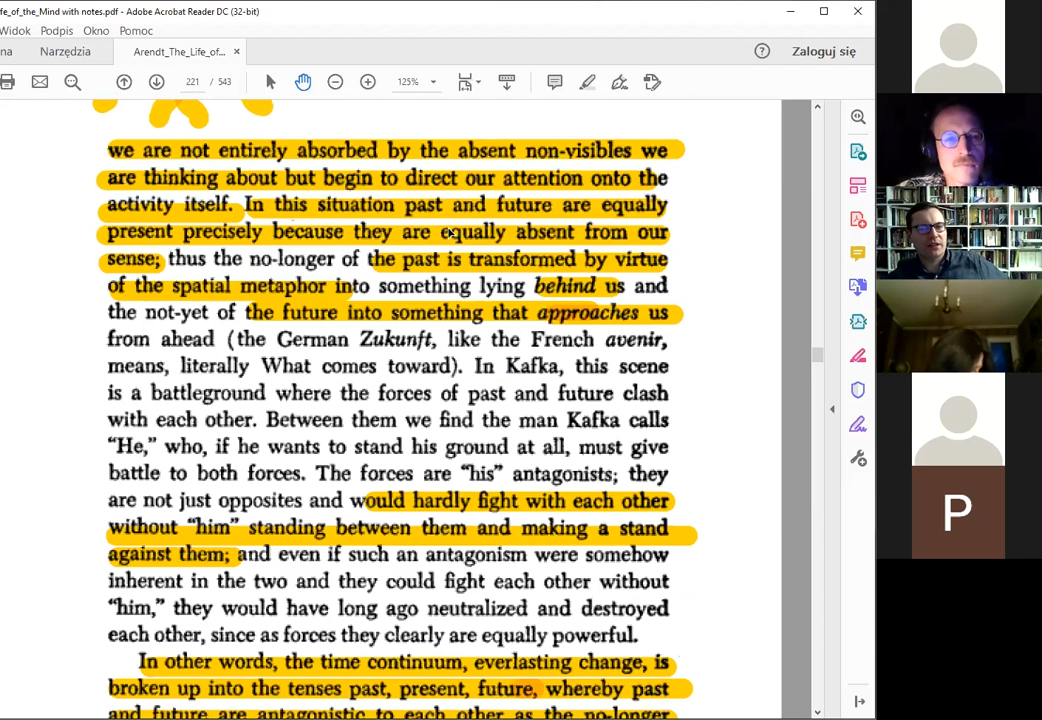 ife_of_the_Mind with notes.pdf - Adobe Acrobat Reader DC (32-bit)
Widok Podpis Okno Pomoc
na Narzędzia Arendt_The_Life_of... × Zaloguj się
221 / 543 125%
we are not entirely absorbed by the absent non-visibles we
are thinking about but begin to direct our attention onto the
activity itself. In this situation past and future are equally
present precisely because they are equally absent from our
sense; thus the no-longer of the past is transformed by virtue
of the spatial metaphor into something lying behind us and
the not-yet of the future into something that approaches us
from ahead (the German Zukunft, like the French avenir,
means, literally What comes toward). In Kafka, this scene
is a battleground where the forces of past and future clash
with each other. Between them we find the man Kafka calls
“He,” who, if he wants to stand his ground at all, must give
battle to both forces. The forces are “his” antagonists; they
are not just opposites and would hardly fight with each other
without “him” standing between them and making a stand
against them; and even if such an antagonism were somehow
inherent in the two and they could fight each other without
“him,” they would have long ago neutralized and destroyed
each other, since as forces they clearly are equally powerful.
In other words, the time continuum, everlasting change, is
broken up into the tenses past, present, future, whereby past
and future are antagonistic to each other as the no-longer
P